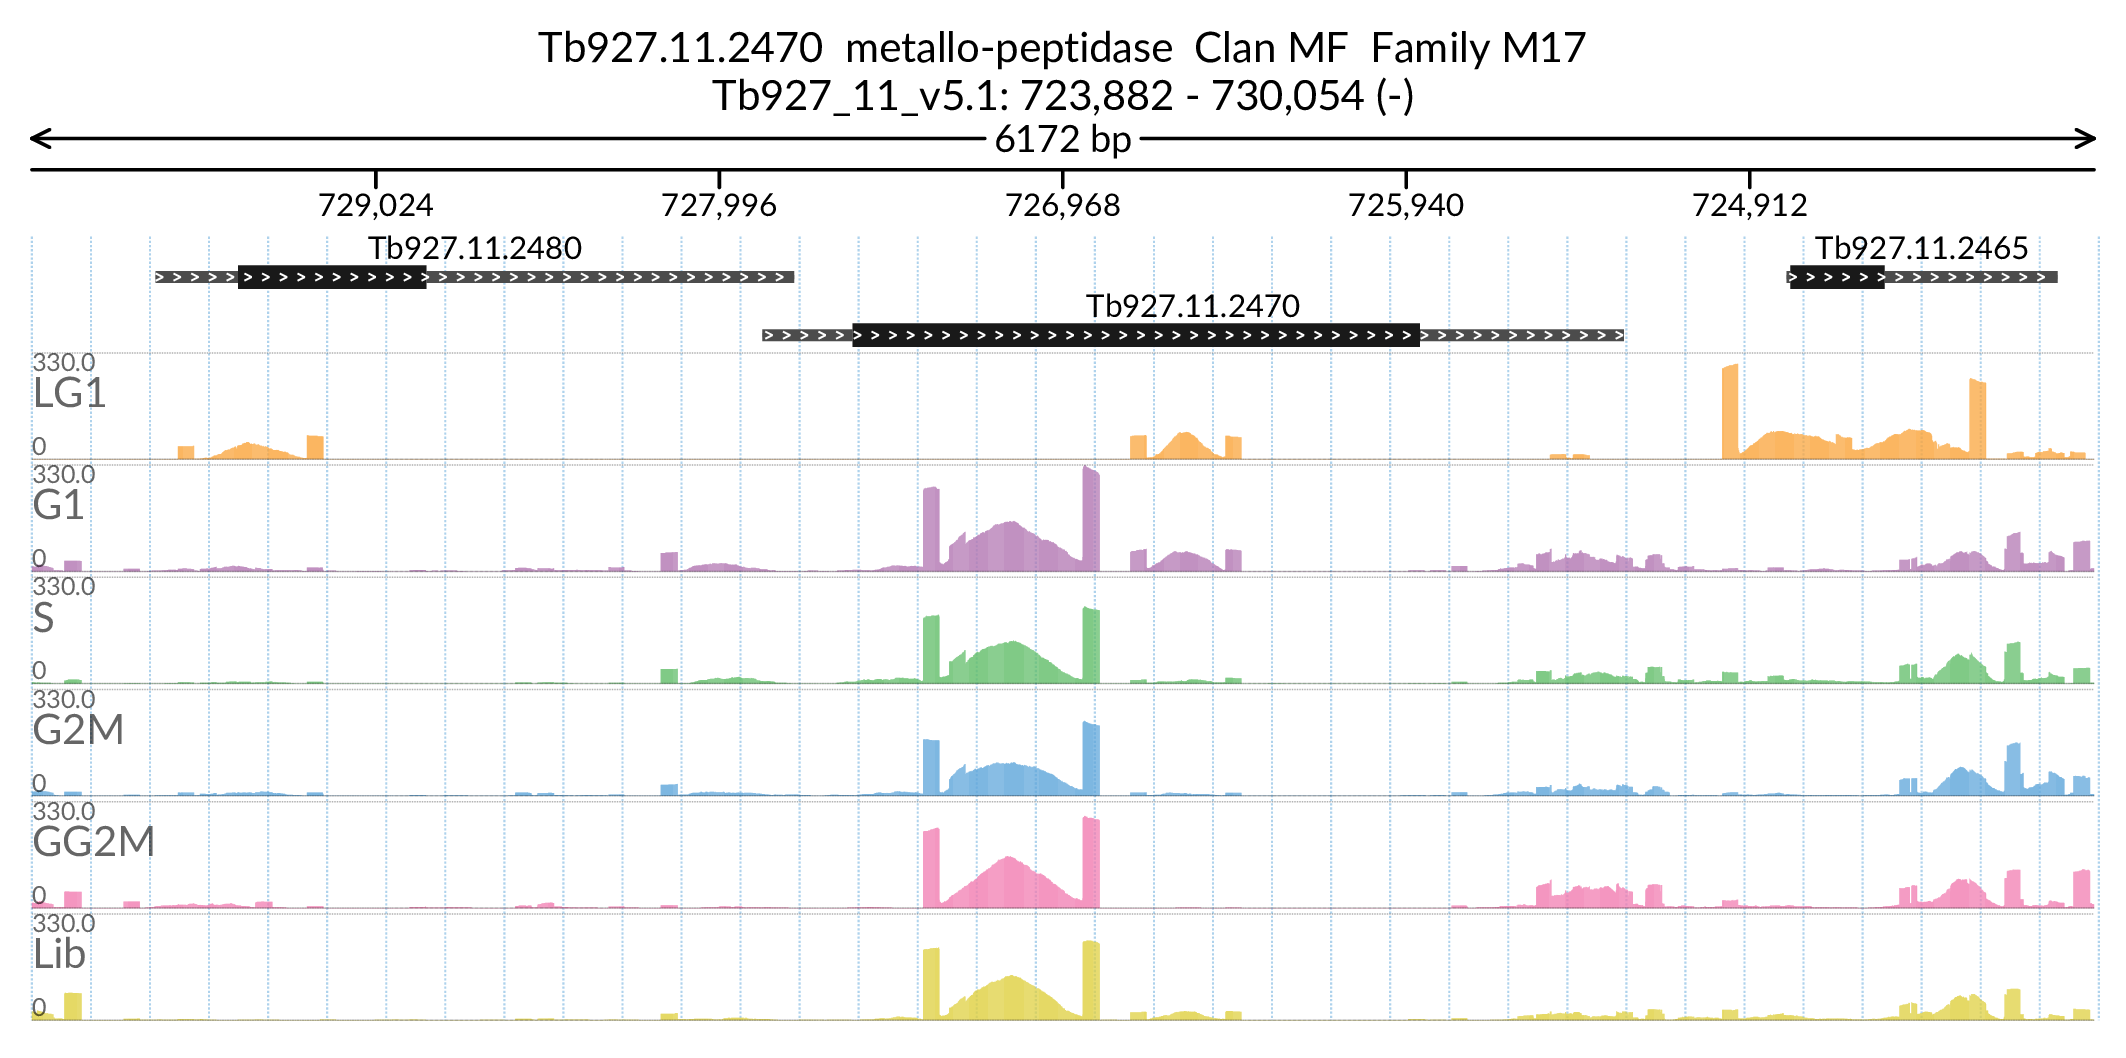 Tb927.11.2470 metallo-peptidase Clan MF Family M17
Tb927_11_v5.1: 723,882 - 730,054 (-)
6172 bp
729,024 727,996 726,968 725,940 724,912
Tb927.11.2480 Tb927.11.2465
Tb927.11.2470
330.0
LG1
0
330.0
G1
0
330.0
S
0
330.0
G2M
0
330.0
GG2M
0
330.0
Lib
0